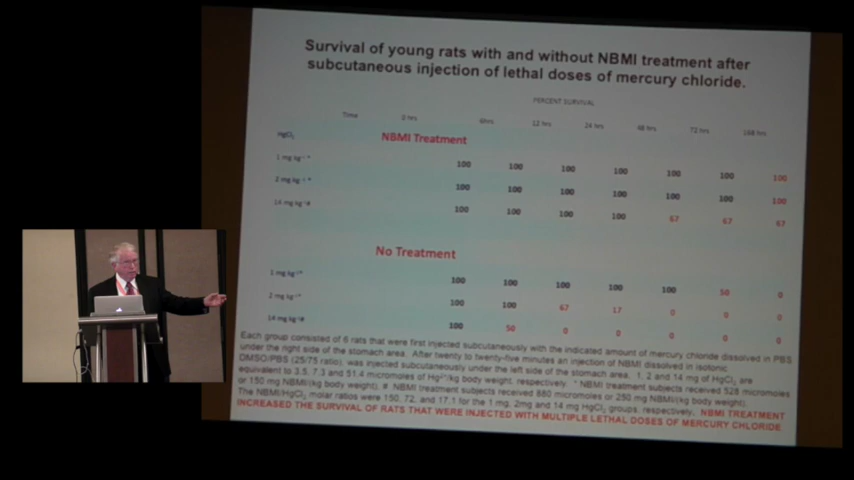 Survival of young rats with and without NBMI treatment after
subcutaneous injection of lethal doses of mercury chloride.
PERCENT SURVIVAL
Time 0 hrs 6hrs 12 hrs 24 hrs 48 hrs 72 hrs 168 hrs
HgCl₂ NBMI Treatment
1 mg kg⁻¹* 100 100 100 100 100 100 100
2 mg kg⁻¹* 100 100 100 100 100 100 100
14 mg kg⁻¹# 100 100 100 100 67 67 67
No Treatment
1 mg kg⁻¹* 100 100 100 100 100 50 0
2 mg kg⁻¹* 100 100 67 17 0 0 0
14 mg kg⁻¹# 100 50 0 0 0 0 0
Each group consisted of 6 rats that were first injected subcutaneously with the indicated amount of mercury chloride dissolved in PBS
under the right side of the stomach area. After twenty to twenty-five minutes an injection of NBMI dissolved in isotonic
DMSO/PBS (25/75 ratio) was injected subcutaneously under the left side of the stomach area. 1, 2 and 14 mg of HgCl₂ are
equivalent to 3.5, 7.3 and 51.4 micromoles of Hg²⁺/kg body weight, respectively. * NBMI treatment subjects received 528 micromoles
or 150 mg NBMI/(kg body weight). # NBMI treatment subjects received 880 micromoles or 250 mg NBMI/(kg body weight).
The NBMI/HgCl₂ molar ratios were 150, 72, and 17.1 for the 1 mg, 2mg and 14 mg HgCl₂ groups, respectively. NBMI TREATMENT
INCREASED THE SURVIVAL OF RATS THAT WERE INJECTED WITH MULTIPLE LETHAL DOSES OF MERCURY CHLORIDE